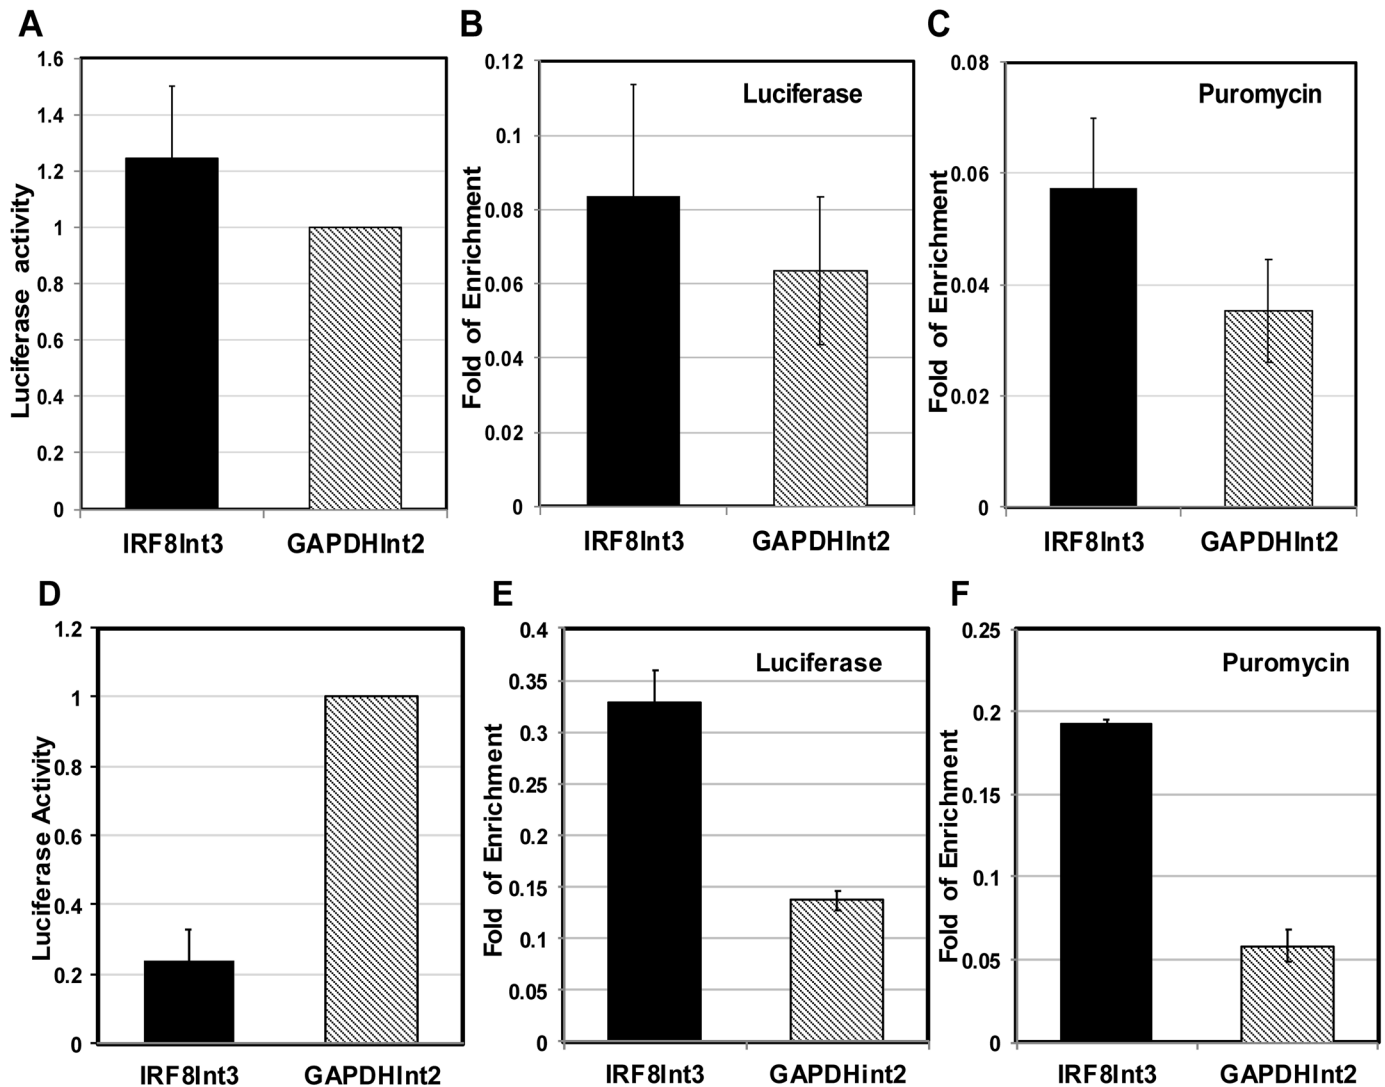 A
Luciferase activity
1.6
1.4
1.2
1
0.8
0.6
0.4
0.2
0
IRF8Int3 GAPDHInt2
B
Fold of Enrichment
Luciferase
0.12
0.1
0.08
0.06
0.04
0.02
0
IRF8Int3 GAPDHInt2
C
Fold of Enrichment
Puromycin
0.08
0.06
0.04
0.02
0
IRF8Int3 GAPDHInt2
D
Luciferase Activity
1.2
1
0.8
0.6
0.4
0.2
0
IRF8Int3 GAPDHInt2
E
Fold of Enrichment
Luciferase
0.4
0.35
0.3
0.25
0.2
0.15
0.1
0.05
0
IRF8Int3 GAPDHint2
F
Fold of Enrichment
Puromycin
0.25
0.2
0.15
0.1
0.05
0
IRF8Int3 GAPDHInt2